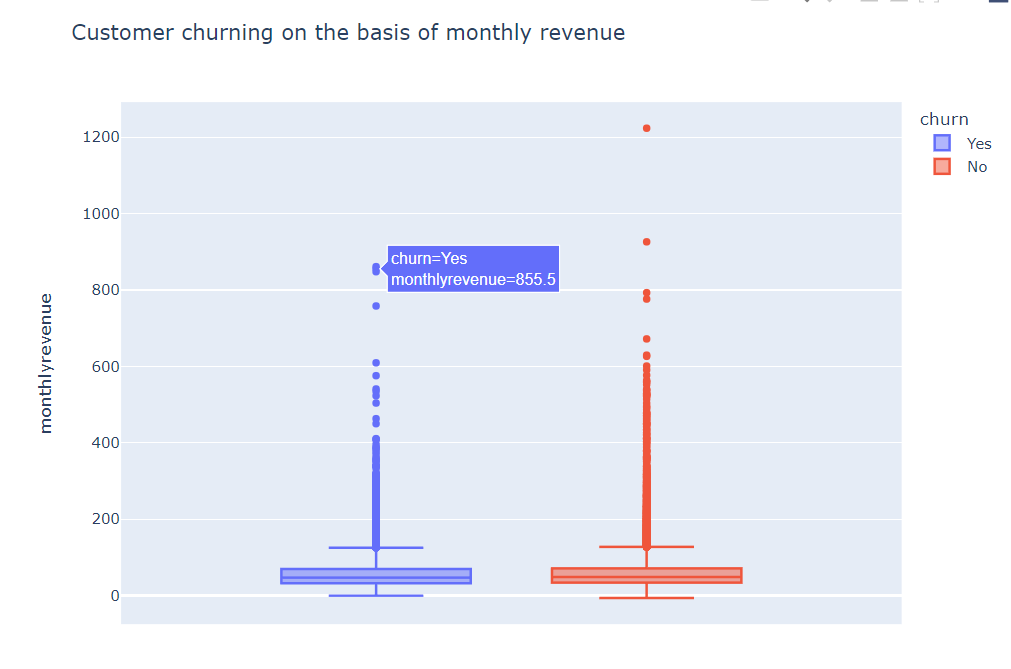 Customer churning on the basis of monthly revenue
churn
Yes
No
1200
1000
800
600
400
200
0
monthlyrevenue
churn=Yes
monthlyrevenue=855.5